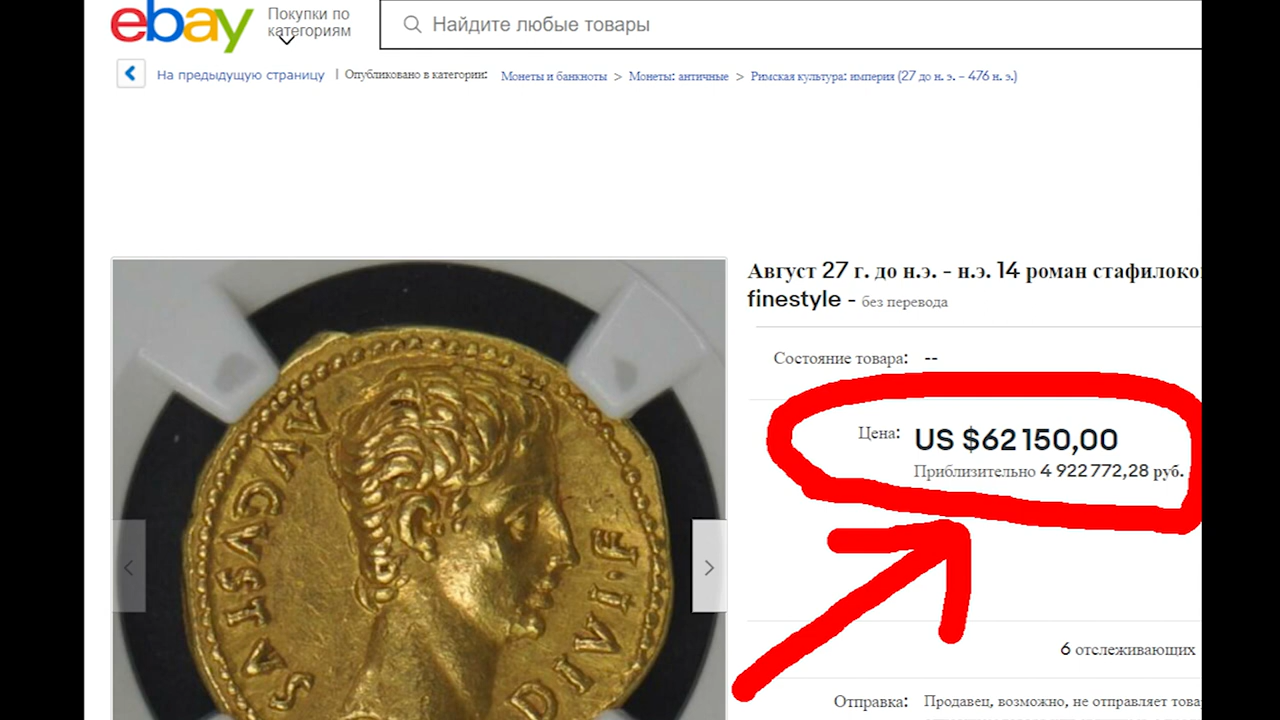 ebay
Покупки по
категориям
Найдите любые товары
На предыдущую страницу | Опубликовано в категории: Монеты и банкноты > Монеты: античные > Римская культура: империя (27 до н. э. – 476 н. э.)
Август 27 г. до н.э. - н.э. 14 роман
finestyle - без перевода
Состояние товара: --
Цена: US $62 150,00
Приблизительно 4 922 772,28 руб.
AVGVSTVS
DIVI·F
6 отслеживающих
Отправка: Продавец, возможно, не отправляет